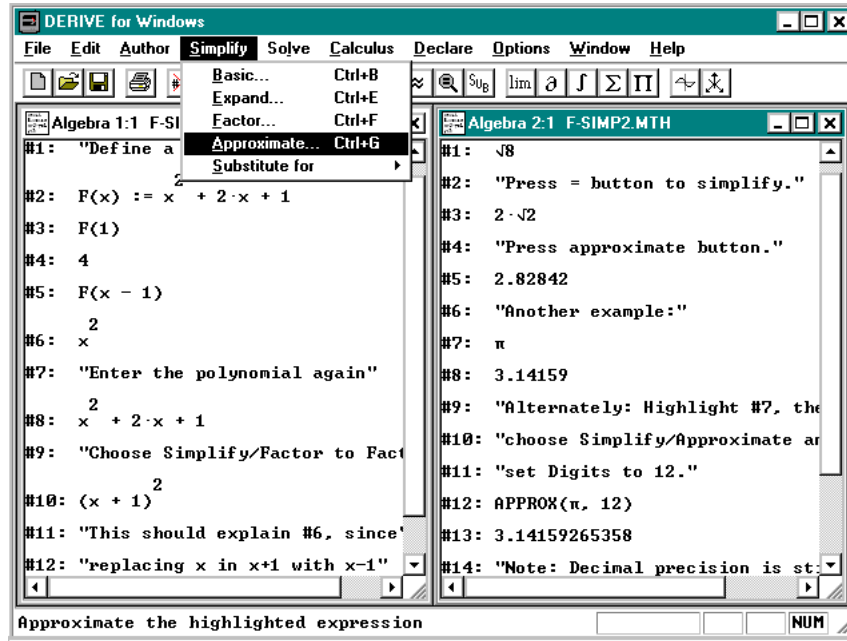 DERIVE for Windows
File Edit Author Simplify Solve Calculus Declare Options Window Help
Basic... Ctrl+B
Expand... Ctrl+E
Factor... Ctrl+F
Approximate... Ctrl+G
Substitute for
≈ SUB lim ∂ ∫ Σ Π
Algebra 1:1 F-SI
#1: "Define a
#2: F(x) := x² + 2·x + 1
#3: F(1)
#4: 4
#5: F(x - 1)
#6: x²
#7: "Enter the polynomial again"
#8: x² + 2·x + 1
#9: "Choose Simplify/Factor to Fact
#10: (x + 1)²
#11: "This should explain #6, since"
#12: "replacing x in x+1 with x-1"
Algebra 2:1 F-SIMP2.MTH
#1: √8
#2: "Press = button to simplify."
#3: 2·√2
#4: "Press approximate button."
#5: 2.82842
#6: "Another example:"
#7: π
#8: 3.14159
#9: "Alternately: Highlight #7, the
#10: "choose Simplify/Approximate an
#11: "set Digits to 12."
#12: APPROX(π, 12)
#13: 3.14159265358
#14: "Note: Decimal precision is st
Approximate the highlighted expression
NUM